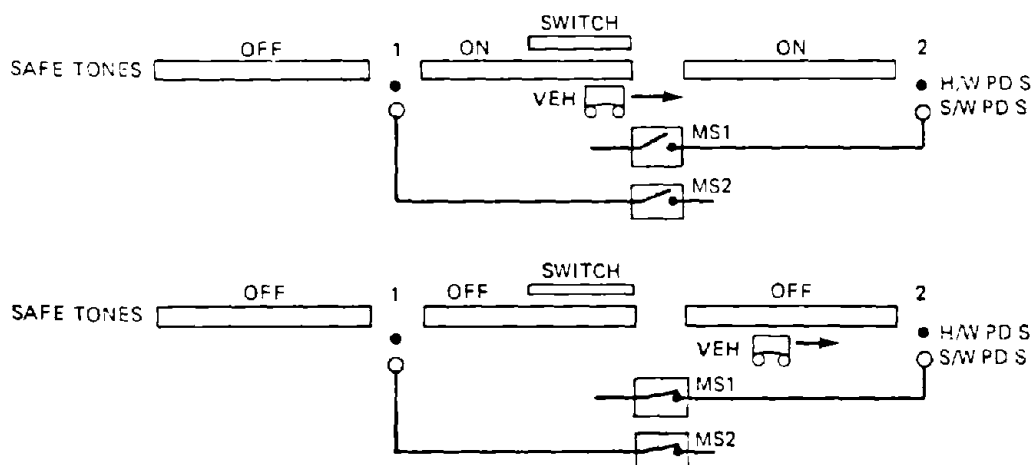 SWITCH
OFF 1 ON ON 2
SAFE TONES H/W PD S
VEH S/W PD S
MS1
MS2
SWITCH
OFF 1 OFF OFF 2
SAFE TONES H/W PD S
VEH S/W PD S
MS1
MS2